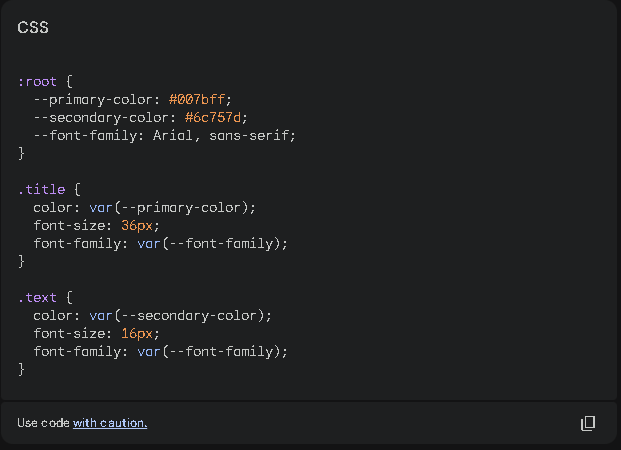 CSS
:root {
  --primary-color: #007bff;
  --secondary-color: #6c757d;
  --font-family: Arial, sans-serif;
}
.title {
  color: var(--primary-color);
  font-size: 36px;
  font-family: var(--font-family);
}
.text {
  color: var(--secondary-color);
  font-size: 16px;
  font-family: var(--font-family);
}
Use code with caution.